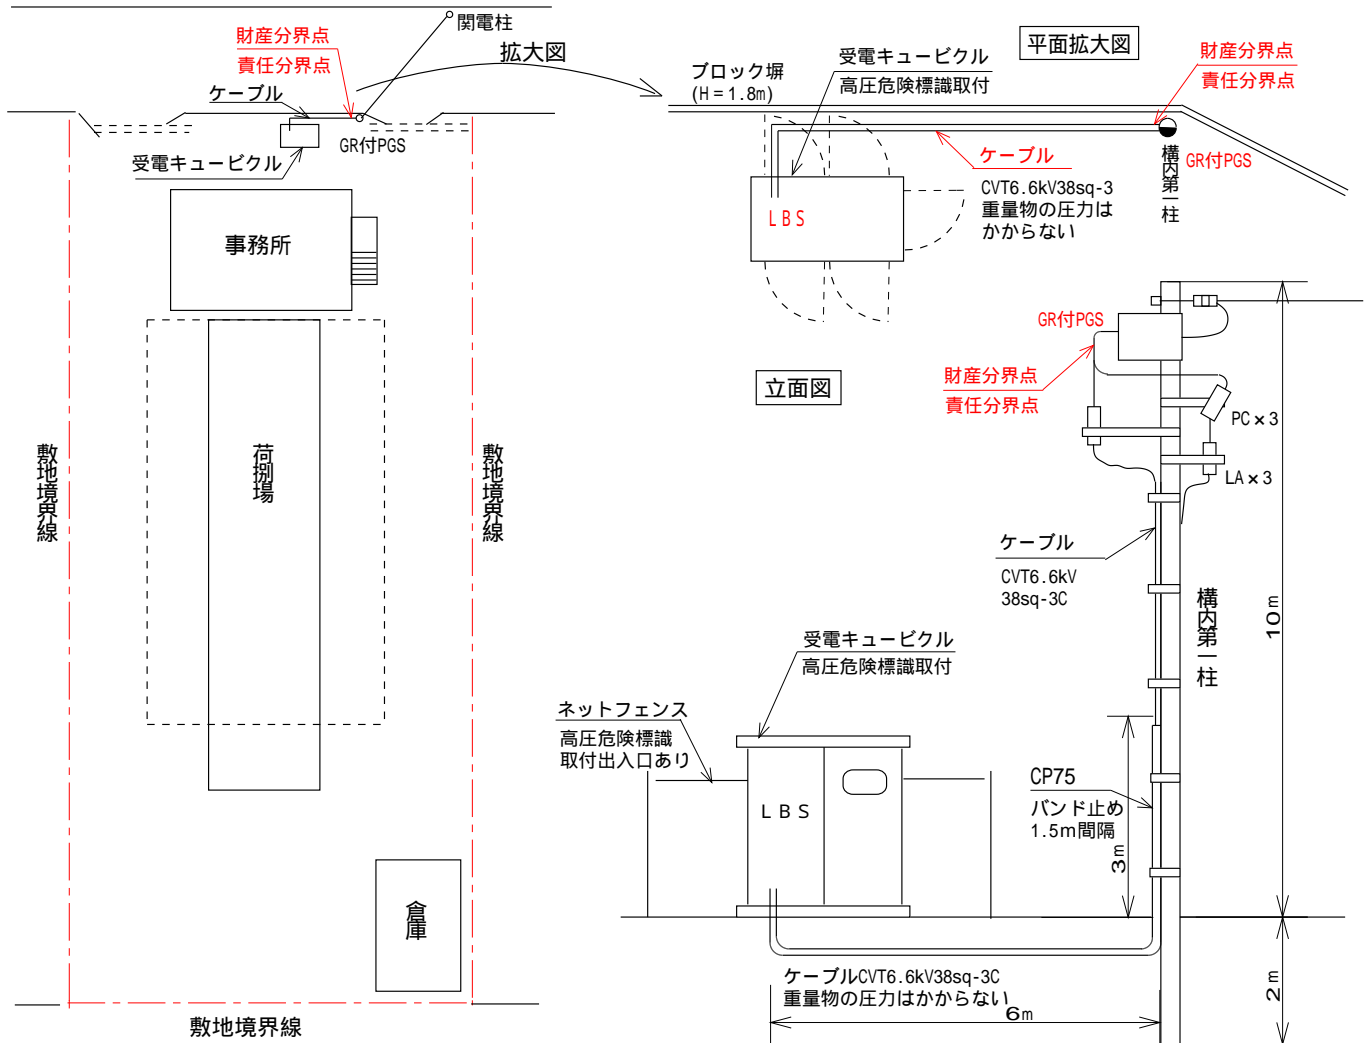 関電柱
財産分界点
責任分界点
拡大図
ケーブル
GR付PGS
受電キュービクル
事務所
荷捌場
敷地境界線
敷地境界線
倉庫
敷地境界線
平面拡大図
ブロック塀
(H=1.8m)
受電キュービクル
高圧危険標識取付
財産分界点
責任分界点
ケーブル
CVT6.6kV38sq-3
重量物の圧力は
かからない
構内第一柱
GR付PGS
LBS
立面図
GR付PGS
財産分界点
責任分界点
PC×3
LA×3
ケーブル
CVT6.6kV
38sq-3C
構内第一柱
10m
受電キュービクル
高圧危険標識取付
ネットフェンス
高圧危険標識
取付出入口あり
LBS
CP75
バンド止め
1.5m間隔
3m
ケーブルCVT6.6kV38sq-3C
重量物の圧力はかからない
6m
2m